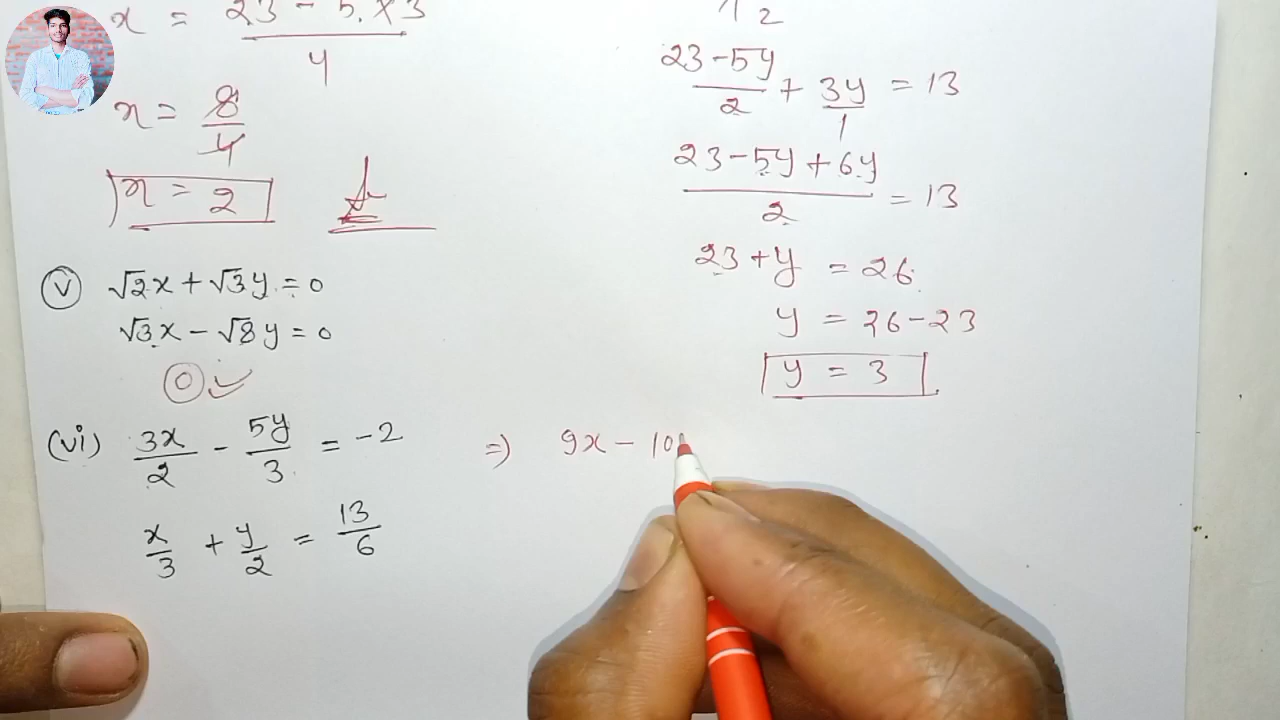 x = 23 - 5 × 3 / 4
x = 8/4
x = 2
(v) √2x + √3y = 0
√3x - √8y = 0
0 ✓
(vi) 3x/2 - 5y/3 = -2
x/3 + y/2 = 13/6
23-5y/2 + 3y/1 = 13
23-5y+6y/2 = 13
23+y = 26
y = 26-23
y = 3
⇒ 9x - 10